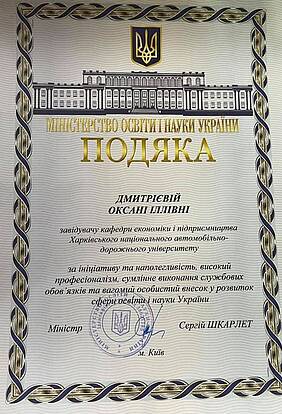 МІНІСТЕРСТВО ОСВІТИ І НАУКИ УКРАЇНИ
ПОДЯКА
ДМИТРІЄВІЙ
ОКСАНІ ІЛЛІВНІ
завідувачу кафедри економіки і підприємництва
Харківського національного автомобільно-
дорожнього університету
за ініціативу та наполегливість, високий
професіоналізм, сумлінне виконання службових
обов'язків та вагомий особистий внесок у розвиток
сфери освіти і науки України
Міністр
Сергій ШКАРЛЕТ
м. Київ